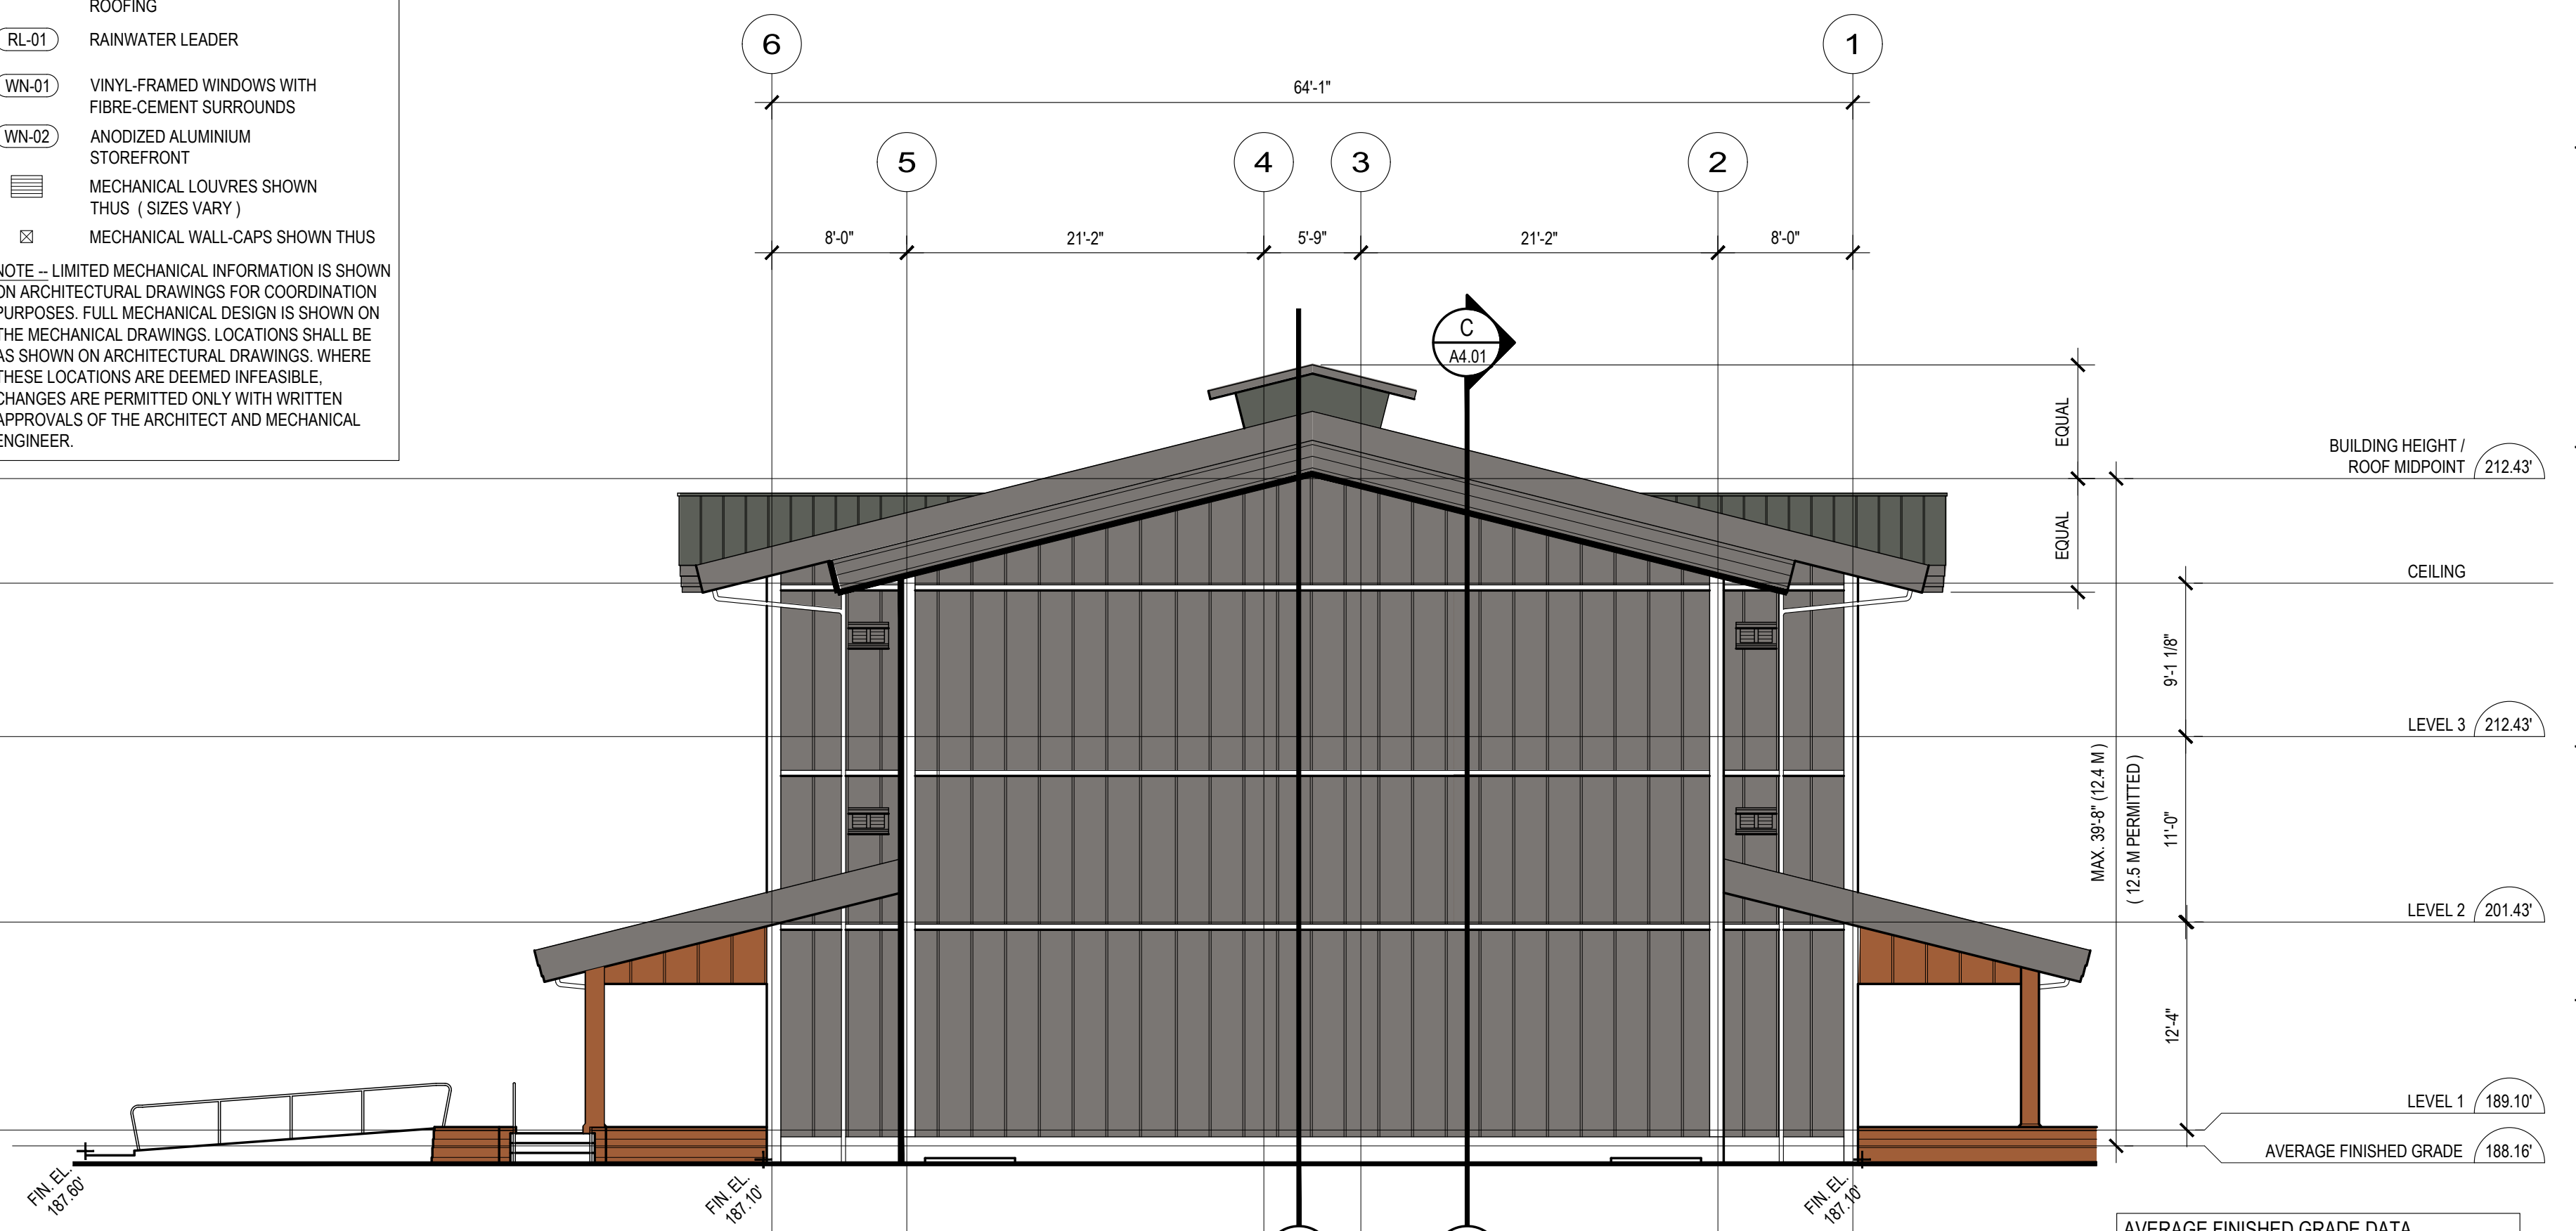 ROOFING
RL-01 RAINWATER LEADER
WN-01 VINYL-FRAMED WINDOWS WITH
FIBRE-CEMENT SURROUNDS
WN-02 ANODIZED ALUMINIUM
STOREFRONT
MECHANICAL LOUVRES SHOWN
THUS ( SIZES VARY )
MECHANICAL WALL-CAPS SHOWN THUS
NOTE -- LIMITED MECHANICAL INFORMATION IS SHOWN
ON ARCHITECTURAL DRAWINGS FOR COORDINATION
PURPOSES. FULL MECHANICAL DESIGN IS SHOWN ON
THE MECHANICAL DRAWINGS. LOCATIONS SHALL BE
AS SHOWN ON ARCHITECTURAL DRAWINGS. WHERE
THESE LOCATIONS ARE DEEMED INFEASIBLE,
CHANGES ARE PERMITTED ONLY WITH WRITTEN
APPROVALS OF THE ARCHITECT AND MECHANICAL
ENGINEER.
6 1
64'-1"
5 4 3 2
8'-0" 21'-2" 5'-9" 21'-2" 8'-0"
C
A4.01
EQUAL
EQUAL
BUILDING HEIGHT /
ROOF MIDPOINT 212.43'
CEILING
9'-1 1/8"
LEVEL 3 212.43'
MAX. 39'-8" (12.4 M )
( 12.5 M PERMITTED )
11'-0"
LEVEL 2 201.43'
12'-4"
LEVEL 1 189.10'
AVERAGE FINISHED GRADE 188.16'
FIN. EL.
187.60'
FIN. EL.
187.10'
FIN. EL.
187.10'
AVERAGE FINISHED GRADE DATA